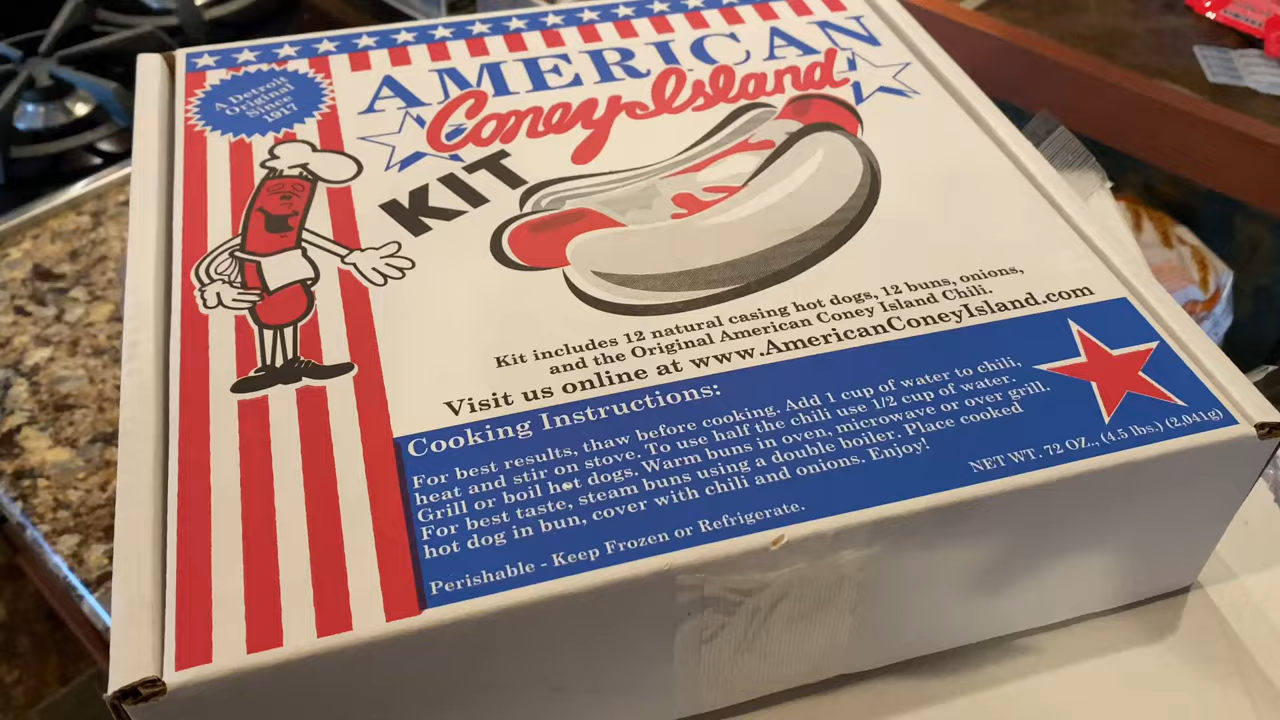 A Detroit
Original
Since
1917
AMERICAN
Coney Island
KIT
Kit includes 12 natural casing hot dogs, 12 buns, onions,
and the Original American Coney Island Chili.
Visit us online at www.AmericanConeyIsland.com
Cooking Instructions:
For best results, thaw before cooking. Add 1 cup of water to chili,
heat and stir on stove. To use half the chili use 1/2 cup of water.
Grill or boil hot dogs. Warm buns in oven, microwave or over grill.
For best taste, steam buns using a double boiler. Place cooked
hot dog in bun, cover with chili and onions. Enjoy!
Perishable - Keep Frozen or Refrigerate.
NET WT. 72 OZ., (4.5 lbs.) (2,041g)